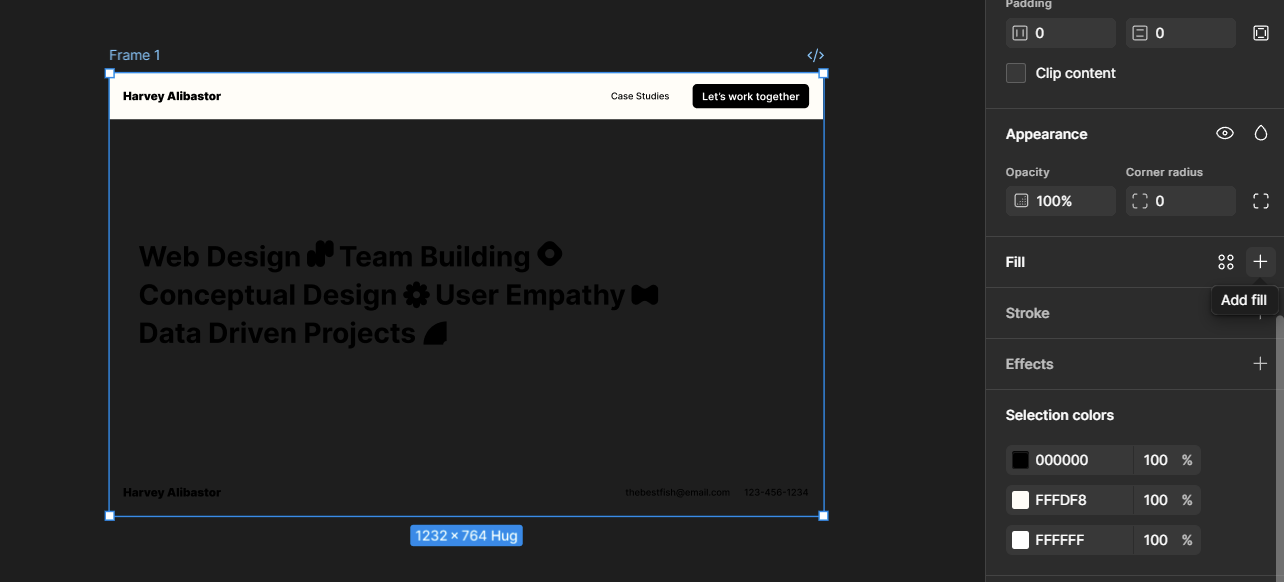 Padding
0
0
Clip content
Frame 1
</>
Harvey Alibastor
Case Studies
Let's work together
Appearance
Opacity
Corner radius
100%
0
Web Design Team Building
Conceptual Design User Empathy
Data Driven Projects
Fill
Add fill
Stroke
Effects
Selection colors
000000 100 %
FFFDF8 100 %
FFFFFF 100 %
Harvey Alibastor
thebestfish@email.com
123-456-1234
1232 × 764 Hug